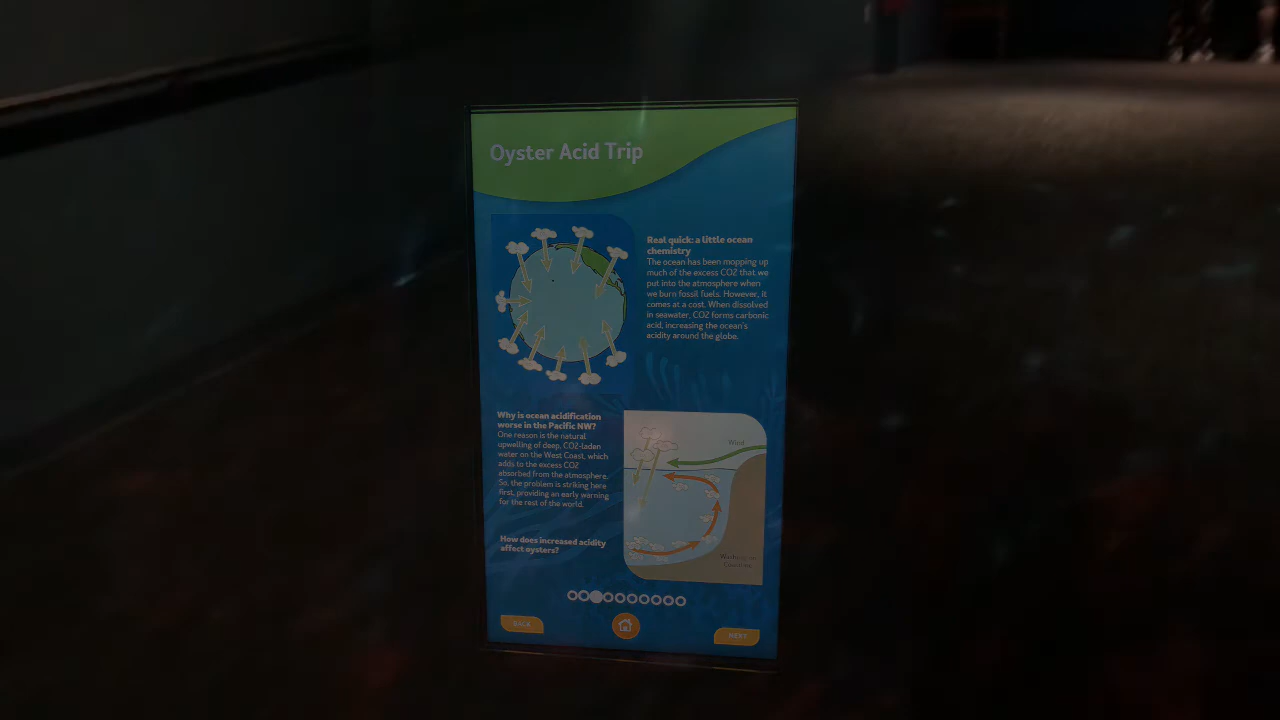 Oyster Acid Trip
Real quick: a little ocean
chemistry
The ocean has been mopping up
much of the excess CO2 that we
put into the atmosphere when
we burn fossil fuels. However, it
comes at a cost. When dissolved
in seawater, CO2 forms carbonic
acid, increasing the ocean's
acidity around the globe.
Why is ocean acidification
worse in the Pacific NW?
One reason is the natural
upwelling of deep, CO2-laden
water on the West Coast, which
adds to the excess CO2
absorbed from the atmosphere.
So, the problem is striking here
first, providing an early warning
for the rest of the world.
How does increased acidity
affect oysters?
Wind
Washington
Coastline
BACK
NEXT